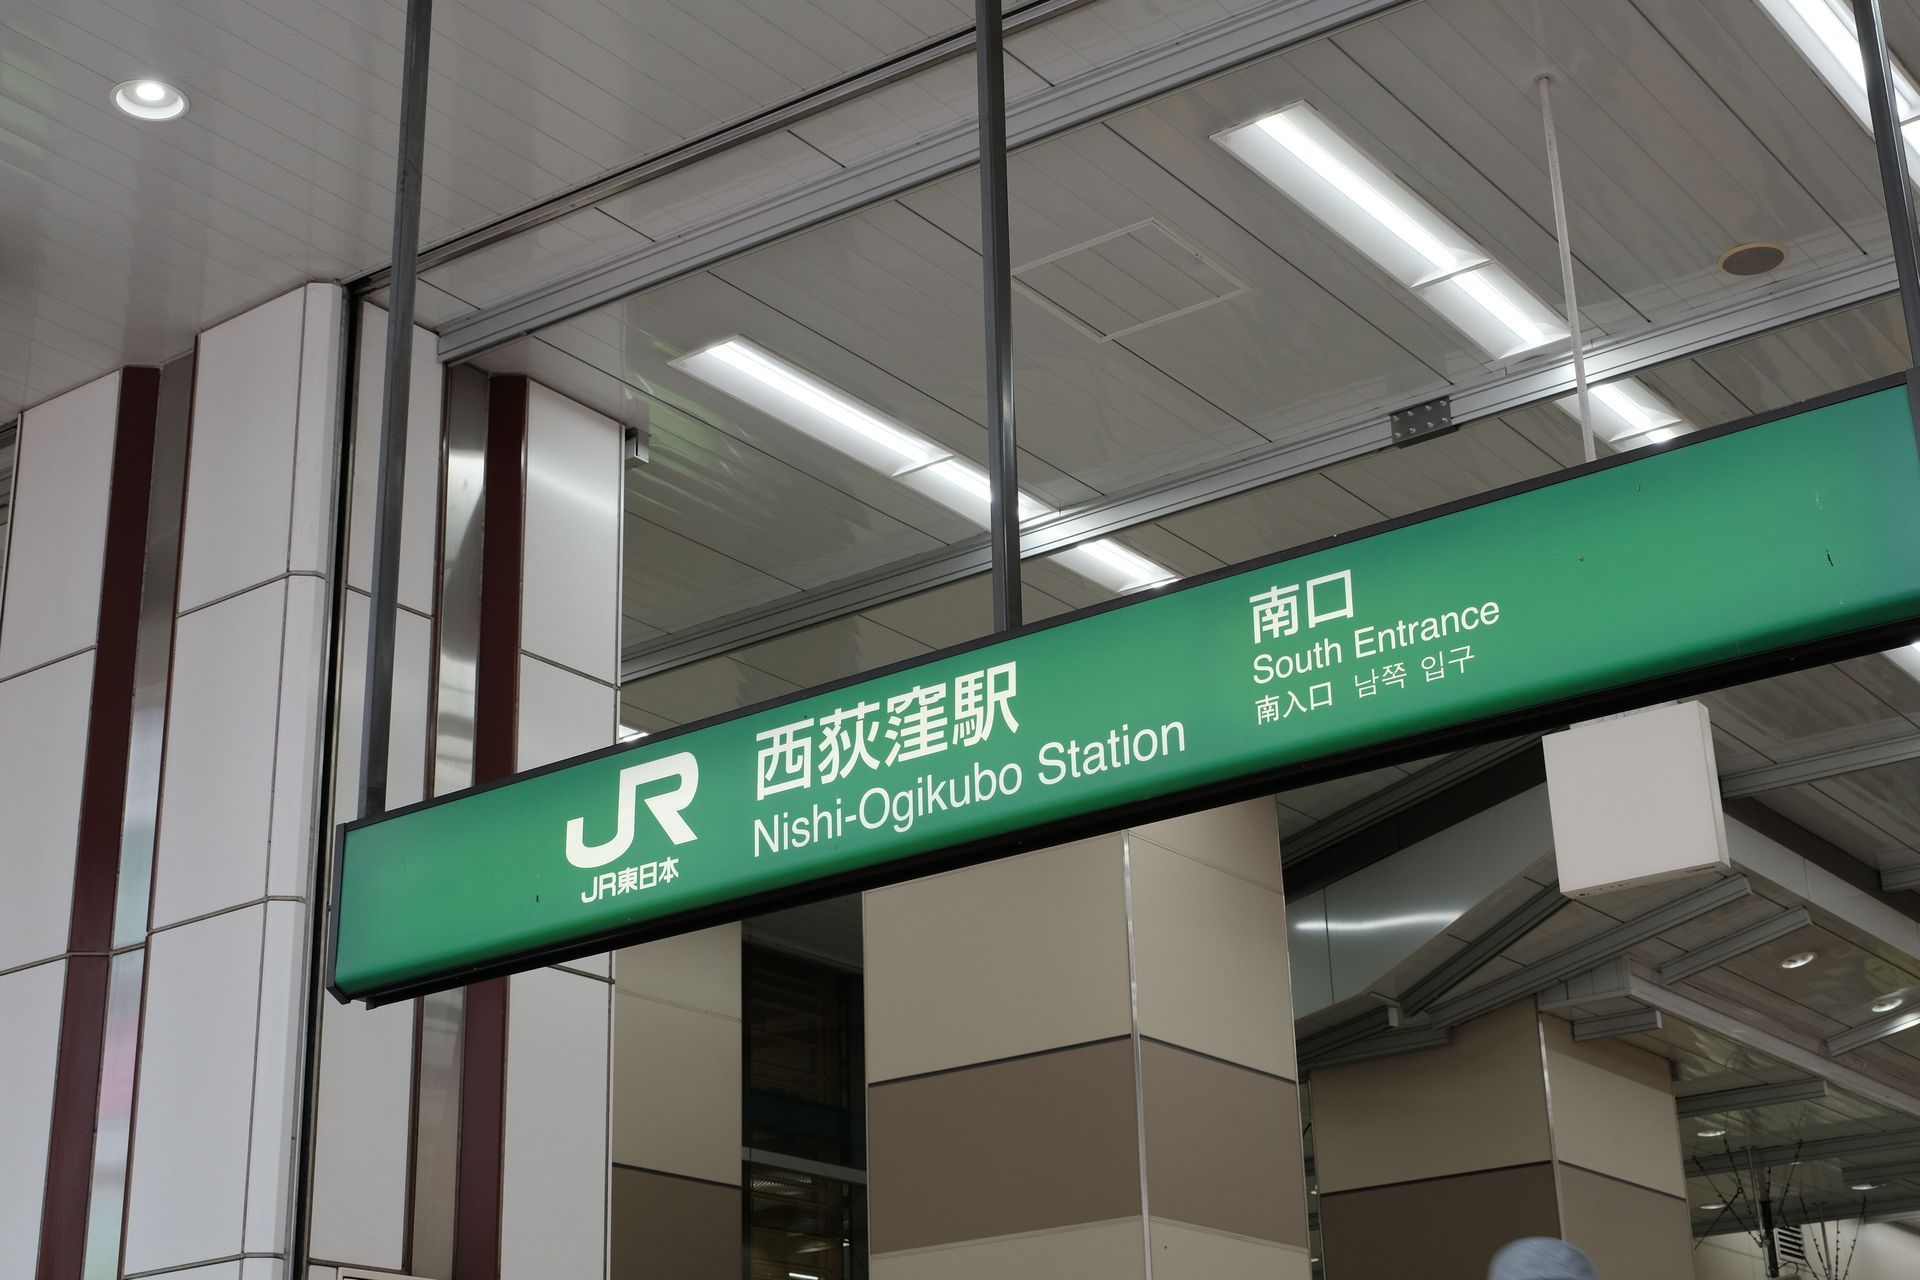 JR
JR東日本
西荻窪駅
Nishi-Ogikubo Station
南口
South Entrance
南入口 남쪽 입구